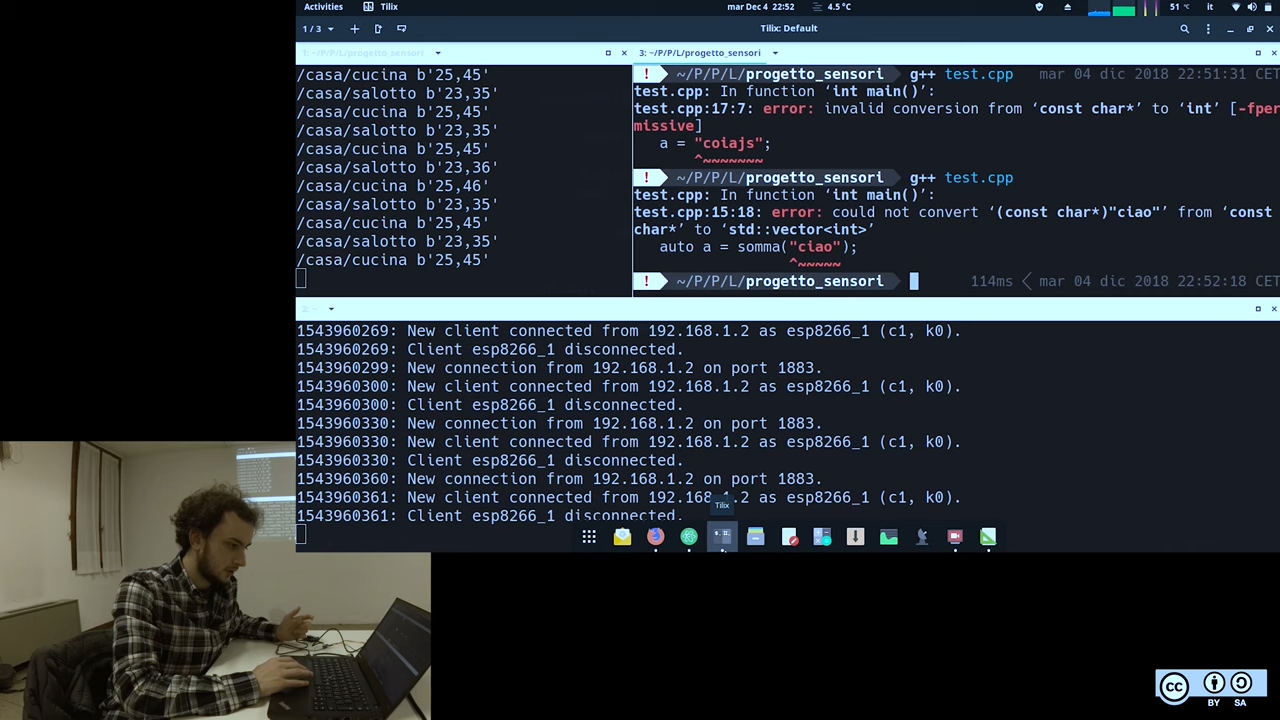 Activities Tilix mar Dec 4 22:52 4.5 °C 51 °C it
1 / 3 Tilix: Default
1: ~/P/P/L/progetto_sensori
/casa/cucina b'25,45'
/casa/salotto b'23,35'
/casa/cucina b'25,45'
/casa/salotto b'23,35'
/casa/cucina b'25,45'
/casa/salotto b'23,36'
/casa/cucina b'25,46'
/casa/salotto b'23,35'
/casa/cucina b'25,45'
/casa/salotto b'23,35'
/casa/cucina b'25,45'
3: ~/P/P/L/progetto_sensori
! ~/P/P/L/progetto_sensori g++ test.cpp mar 04 dic 2018 22:51:31 CET
test.cpp: In function ‘int main()’:
test.cpp:17:7: error: invalid conversion from ‘const char*’ to ‘int’ [-fper
missive]
a = "coiajs";
^~~~~~~~
! ~/P/P/L/progetto_sensori g++ test.cpp
test.cpp: In function ‘int main()’:
test.cpp:15:18: error: could not convert ‘(const char*)"ciao"’ from ‘const
char*’ to ‘std::vector<int>’
auto a = somma("ciao");
^~~~~~
! ~/P/P/L/progetto_sensori 114ms mar 04 dic 2018 22:52:18 CET
2: ~
1543960269: New client connected from 192.168.1.2 as esp8266_1 (c1, k0).
1543960269: Client esp8266_1 disconnected.
1543960299: New connection from 192.168.1.2 on port 1883.
1543960300: New client connected from 192.168.1.2 as esp8266_1 (c1, k0).
1543960300: Client esp8266_1 disconnected.
1543960330: New connection from 192.168.1.2 on port 1883.
1543960330: New client connected from 192.168.1.2 as esp8266_1 (c1, k0).
1543960330: Client esp8266_1 disconnected.
1543960360: New connection from 192.168.1.2 on port 1883.
1543960361: New client connected from 192.168.1.2 as esp8266_1 (c1, k0).
1543960361: Client esp8266_1 disconnected.
Tilix
cc
BY SA